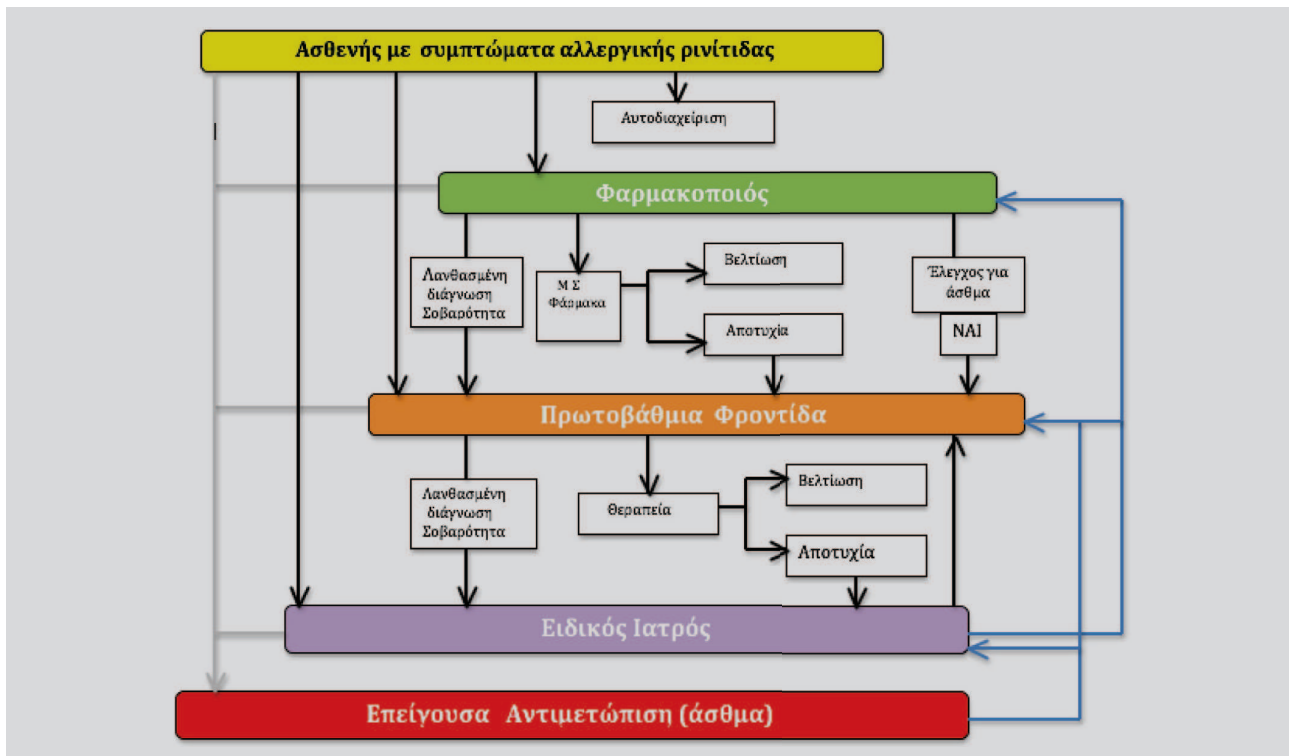 Ασθενής με συμπτώματα αλλεργικής ρινίτιδας
Αυτοδιαχείριση
Φαρμακοποιός
Λανθασμένη
διάγνωση
Σοβαρότητα
Μ Σ
Φάρμακα
Βελτίωση
Αποτυχία
Έλεγχος για
άσθμα
ΝΑΙ
Πρωτοβάθμια Φροντίδα
Λανθασμένη
διάγνωση
Σοβαρότητα
Θεραπεία
Βελτίωση
Αποτυχία
Ειδικός Ιατρός
Επείγουσα Αντιμετώπιση (άσθμα)